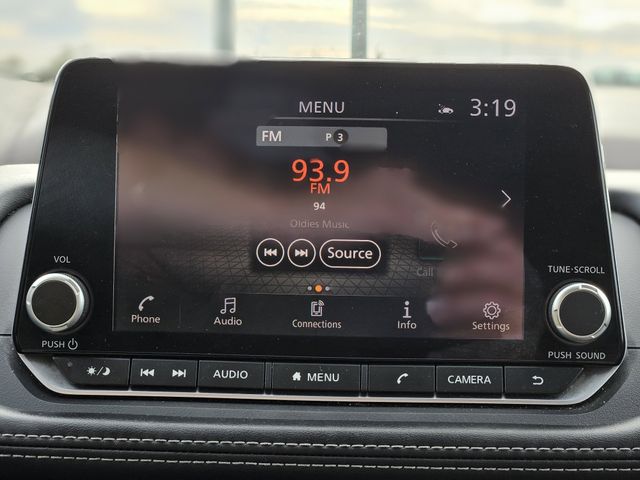 MENU
3:19
FM P 3
93.9
FM
94
Oldies Music
Source
Call
Phone Audio Connections Info Settings
VOL
PUSH
TUNE·SCROLL
PUSH SOUND
AUDIO MENU CAMERA